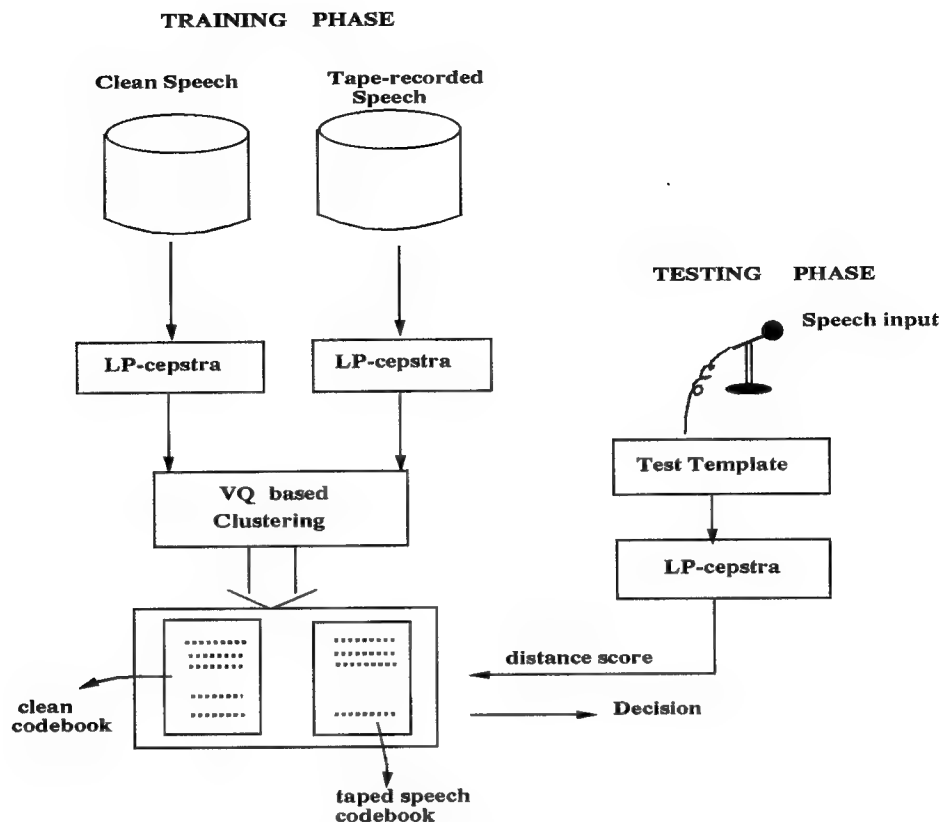 TRAINING PHASE
Clean Speech
Tape-recorded
Speech
LP-cepstra
LP-cepstra
VQ based
Clustering
clean
codebook
taped speech
codebook
TESTING PHASE
Speech input
Test Template
LP-cepstra
distance score
Decision